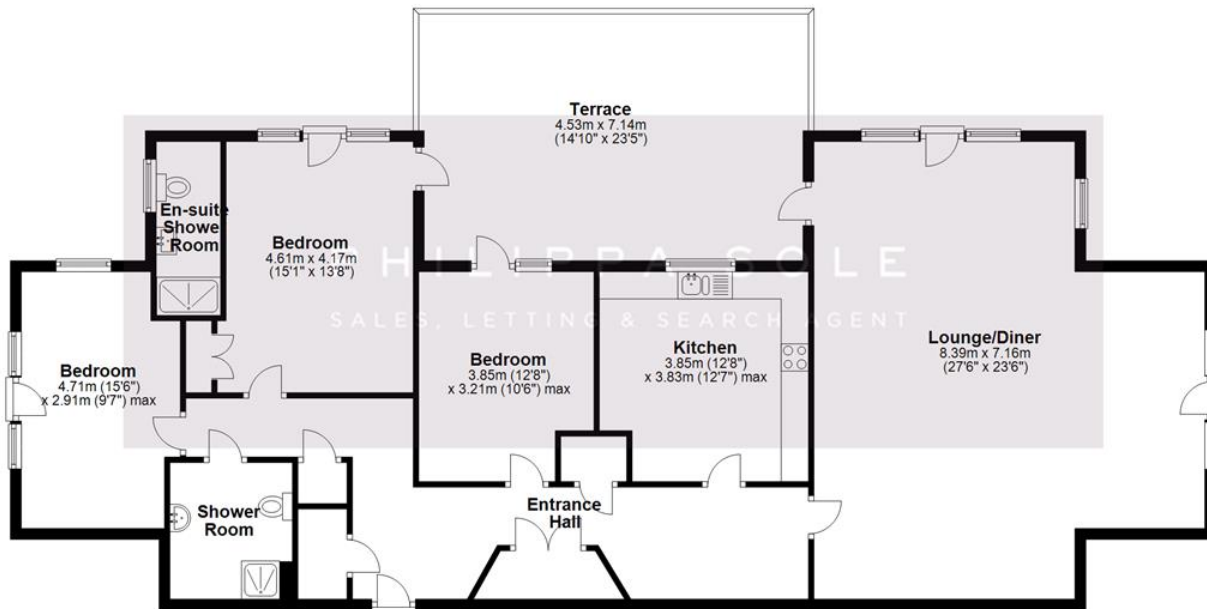 Terrace
4.53m x 7.14m
(14'10" x 23'5")
En-suite
Shower
Room
Bedroom
4.61m x 4.17m
(15'1" x 13'8")
PHILIPPA SOLE
SALES, LETTING & SEARCH AGENT
Bedroom
4.71m (15'6")
x 2.91m (9'7") max
Bedroom
3.85m (12'8")
x 3.21m (10'6") max
Kitchen
3.85m (12'8")
x 3.83m (12'7") max
Lounge/Diner
8.39m x 7.16m
(27'6" x 23'6")
Shower
Room
Entrance
Hall